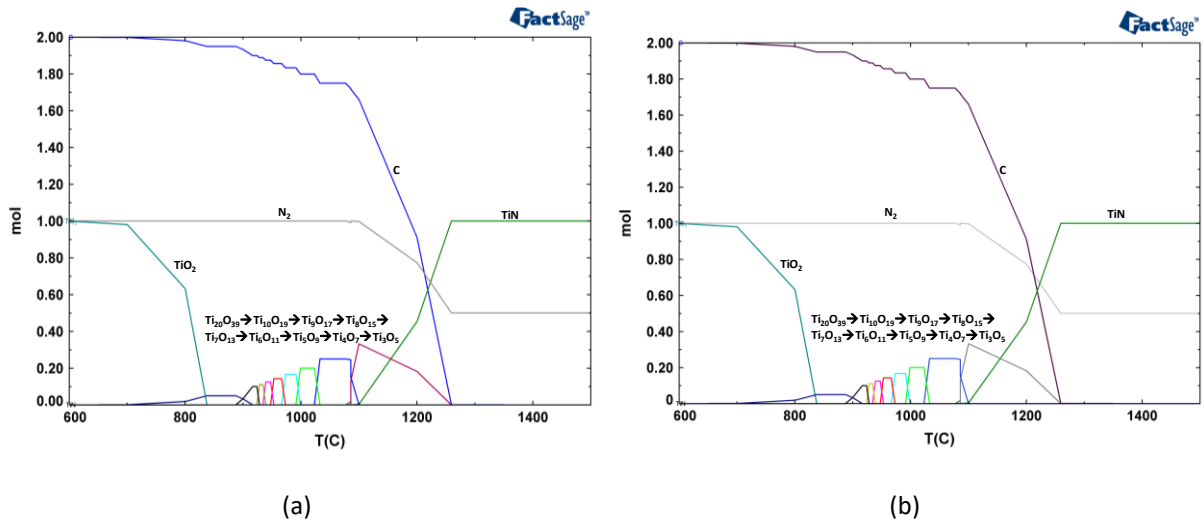 FactSage™
2.00
1.80
1.60
1.40
1.20
1.00
0.80
0.60
0.40
0.20
0.00
mol
C
N₂
TiN
TiO₂
Ti₂₀O₃₉→Ti₁₀O₁₉→Ti₉O₁₇→Ti₈O₁₅→
Ti₇O₁₃→Ti₆O₁₁→Ti₅O₉→Ti₄O₇→Ti₃O₅
600 800 1000 1200 1400
T(C)
(a)
FactSage™
2.00
1.80
1.60
1.40
1.20
1.00
0.80
0.60
0.40
0.20
0
mol
C
N₂
TiN
TiO₂
Ti₂₀O₃₉→Ti₁₀O₁₉→Ti₉O₁₇→Ti₈O₁₅→
Ti₇O₁₃→Ti₆O₁₁→Ti₅O₉→Ti₄O₇→Ti₃O₅
600 800 1000 1200 1400
T(C)
(b)